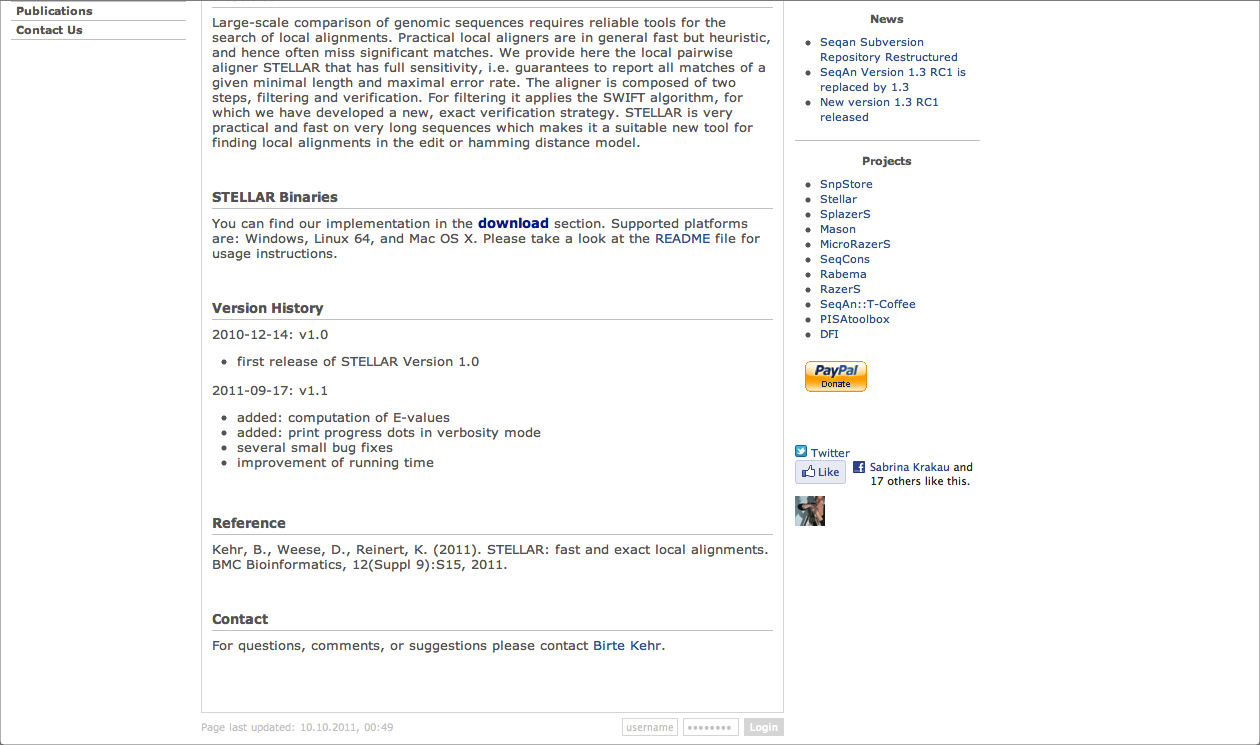 Publications
Contact Us
Large-scale comparison of genomic sequences requires reliable tools for the
search of local alignments. Practical local aligners are in general fast but heuristic,
and hence often miss significant matches. We provide here the local pairwise
aligner STELLAR that has full sensitivity, i.e. guarantees to report all matches of a
given minimal length and maximal error rate. The aligner is composed of two
steps, filtering and verification. For filtering it applies the SWIFT algorithm, for
which we have developed a new, exact verification strategy. STELLAR is very
practical and fast on very long sequences which makes it a suitable new tool for
finding local alignments in the edit or hamming distance model.
STELLAR Binaries
You can find our implementation in the download section. Supported platforms
are: Windows, Linux 64, and Mac OS X. Please take a look at the README file for
usage instructions.
Version History
2010-12-14: v1.0
• first release of STELLAR Version 1.0
2011-09-17: v1.1
• added: computation of E-values
• added: print progress dots in verbosity mode
• several small bug fixes
• improvement of running time
Reference
Kehr, B., Weese, D., Reinert, K. (2011). STELLAR: fast and exact local alignments.
BMC Bioinformatics, 12(Suppl 9):S15, 2011.
Contact
For questions, comments, or suggestions please contact Birte Kehr.
Page last updated: 10.10.2011, 00:49
username
••••••••
Login
News
• Seqan Subversion
Repository Restructured
• SeqAn Version 1.3 RC1 is
replaced by 1.3
• New version 1.3 RC1
released
Projects
• SnpStore
• Stellar
• SplazerS
• Mason
• MicroRazerS
• SeqCons
• Rabema
• RazerS
• SeqAn::T-Coffee
• PISAtoolbox
• DFI
PayPal
Donate
Twitter
Like
Sabrina Krakau and
17 others like this.